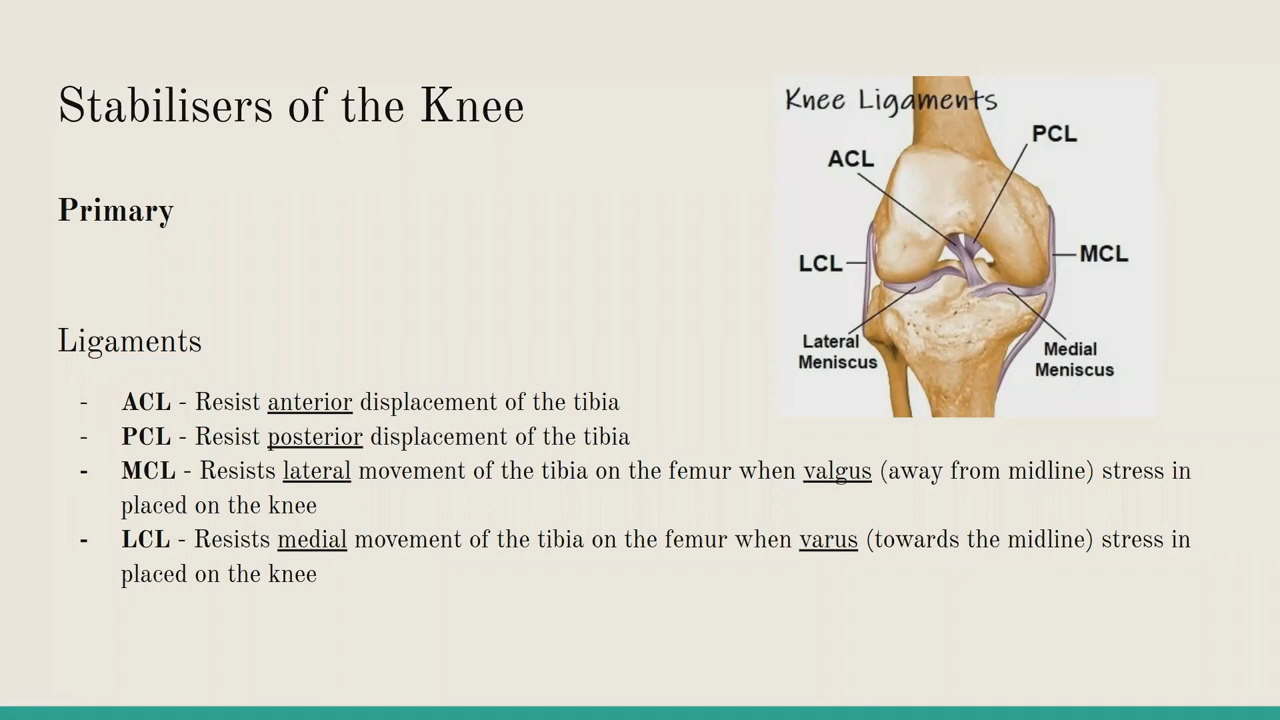 Stabilisers of the Knee
Primary
Ligaments
- ACL - Resist anterior displacement of the tibia
- PCL - Resist posterior displacement of the tibia
- MCL - Resists lateral movement of the tibia on the femur when valgus (away from midline) stress in
placed on the knee
- LCL - Resists medial movement of the tibia on the femur when varus (towards the midline) stress in
placed on the knee
Knee Ligaments
PCL
ACL
LCL
MCL
Lateral
Meniscus
Medial
Meniscus